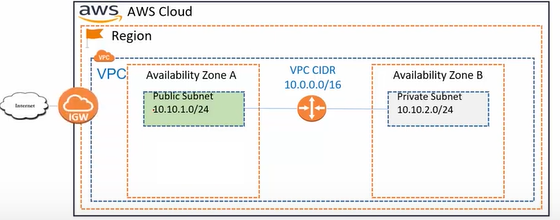 aws AWS Cloud
Region
VPC
VPC
Availability Zone A
Public Subnet
10.10.1.0/24
VPC CIDR
10.0.0.0/16
Availability Zone B
Private Subnet
10.10.2.0/24
Internet
IGW